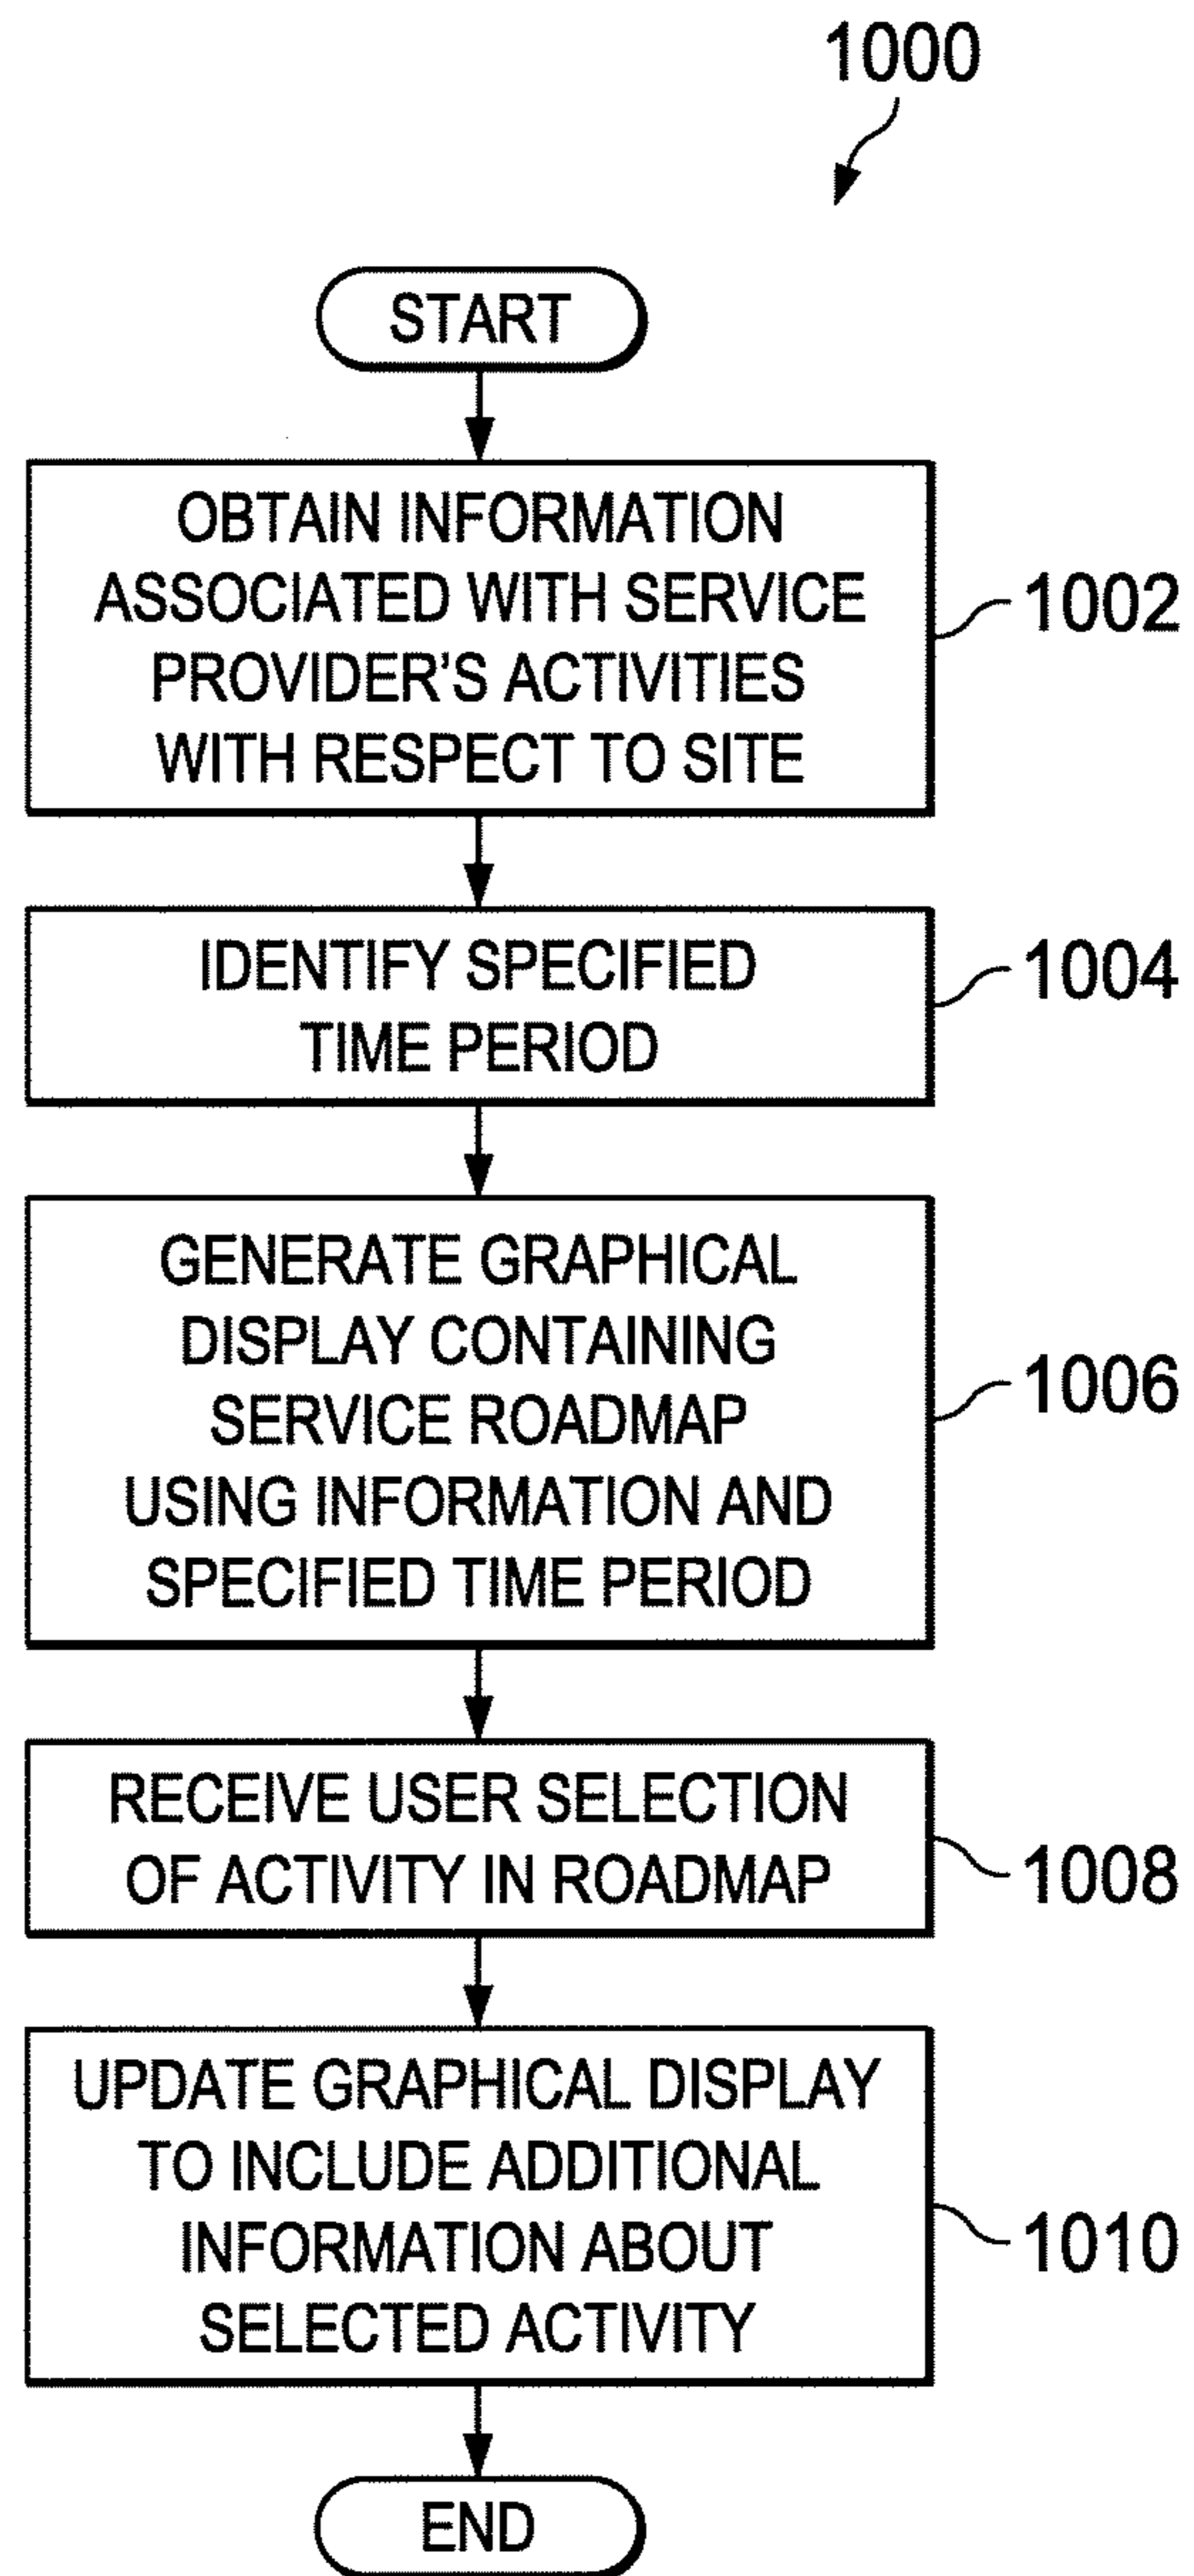 1000
START
OBTAIN INFORMATION
ASSOCIATED WITH SERVICE
PROVIDER'S ACTIVITIES
WITH RESPECT TO SITE
1002
IDENTIFY SPECIFIED
TIME PERIOD
1004
GENERATE GRAPHICAL
DISPLAY CONTAINING
SERVICE ROADMAP
USING INFORMATION AND
SPECIFIED TIME PERIOD
1006
RECEIVE USER SELECTION
OF ACTIVITY IN ROADMAP
1008
UPDATE GRAPHICAL DISPLAY
TO INCLUDE ADDITIONAL
INFORMATION ABOUT
SELECTED ACTIVITY
1010
END